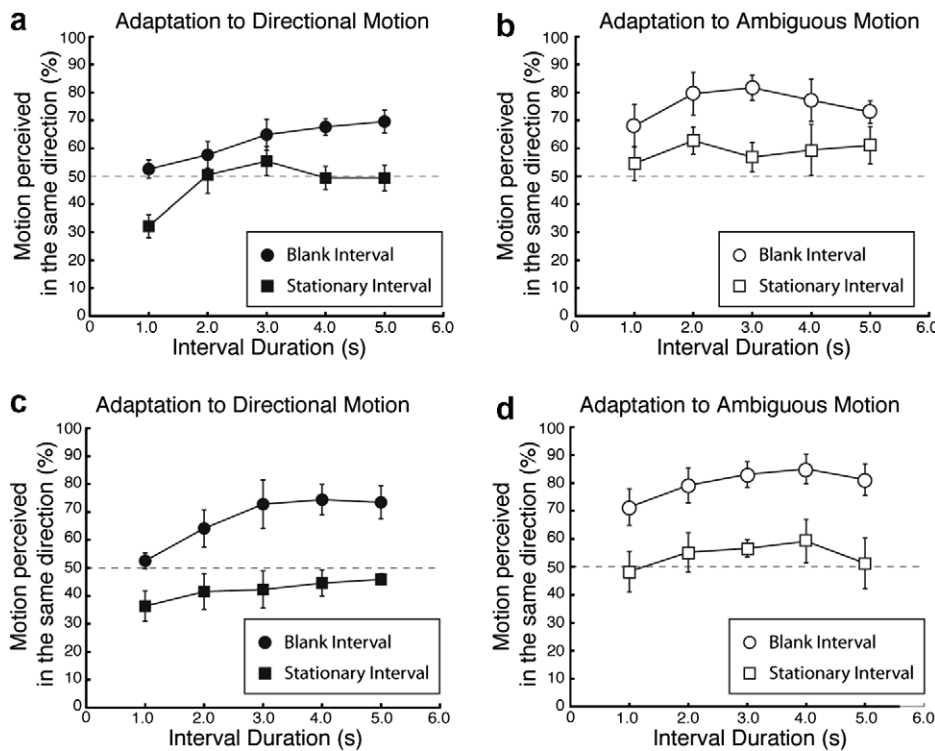 a
Adaptation to Directional Motion
Motion perceived
in the same direction (%)
100
90
80
70
60
50
40
30
20
10
0
0 1.0 2.0 3.0 4.0 5.0 6.0
Interval Duration (s)
Blank Interval
Stationary Interval
b
Adaptation to Ambiguous Motion
Motion perceived
in the same direction (%)
100
90
80
70
60
50
40
30
20
10
0
0 1.0 2.0 3.0 4.0 5.0 6.0
Interval Duration (s)
Blank Interval
Stationary Interval
c
Adaptation to Directional Motion
Motion perceived
in the same direction (%)
100
90
80
70
60
50
40
30
20
10
0
0 1.0 2.0 3.0 4.0 5.0 6.0
Interval Duration (s)
Blank Interval
Stationary Interval
d
Adaptation to Ambiguous Motion
Motion perceived
in the same direction (%)
100
90
80
70
60
50
40
30
20
10
0
0 1.0 2.0 3.0 4.0 5.0 6.0
Interval Duration (s)
Blank Interval
Stationary Interval